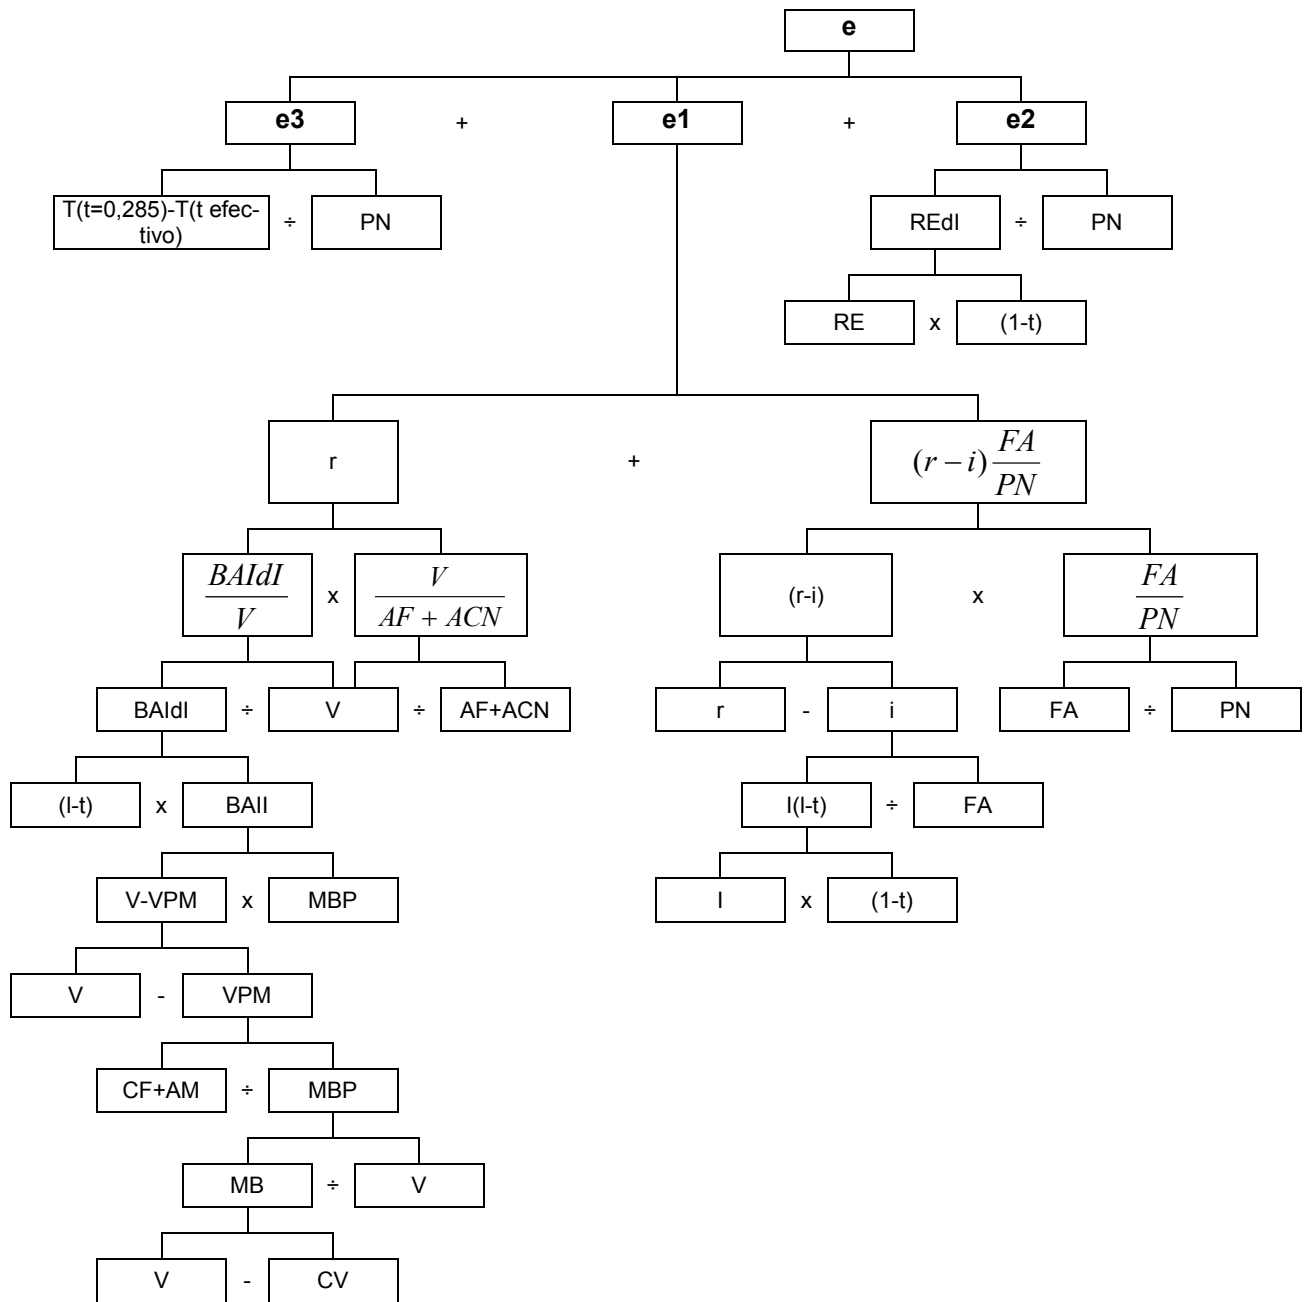 e
e3 + e1 + e2
T(t=0,285)-T(t efec-
tivo) ÷ PN
REdI ÷ PN
RE x (1-t)
r + (r − i) FA/PN
BAIdI/V x V/(AF + ACN)
(r-i) x FA/PN
BAIdI ÷ V ÷ AF+ACN
r - i
FA ÷ PN
(I-t) x BAII
I(I-t) ÷ FA
V-VPM x MBP
I x (1-t)
V - VPM
CF+AM ÷ MBP
MB ÷ V
V - CV